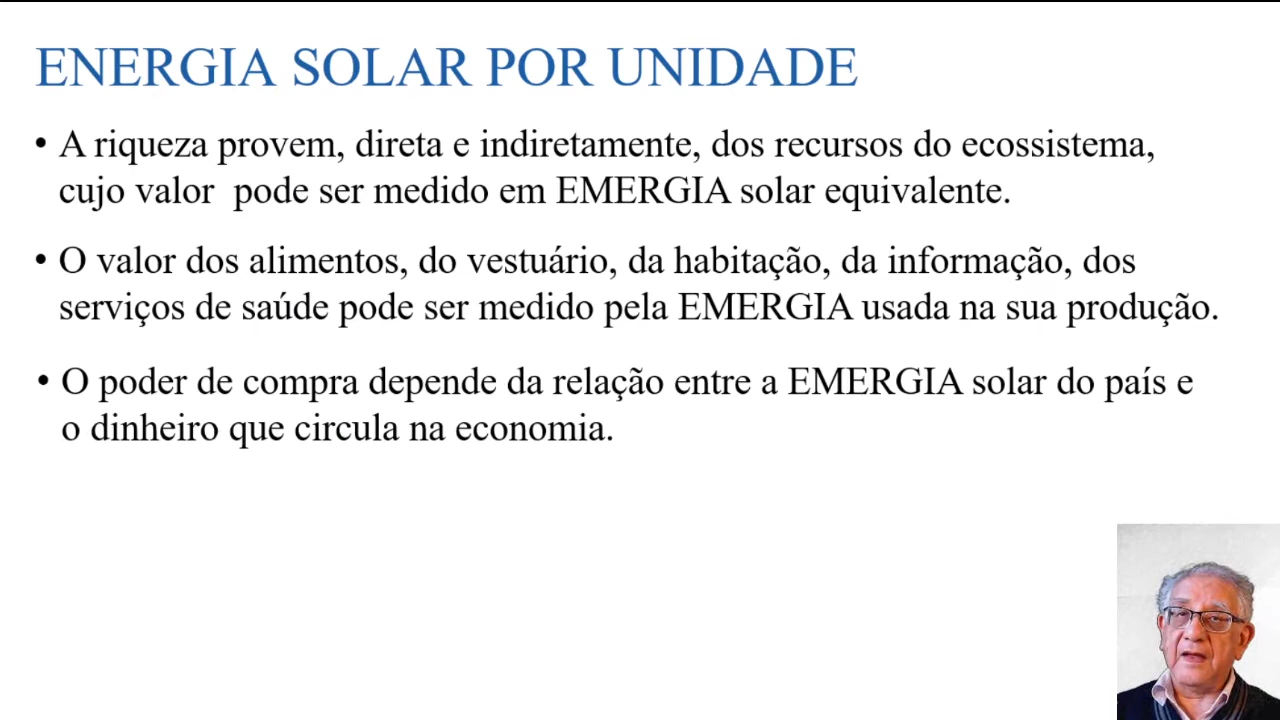 ENERGIA SOLAR POR UNIDADE
• A riqueza provem, direta e indiretamente, dos recursos do ecossistema,
cujo valor  pode ser medido em EMERGIA solar equivalente.
• O valor dos alimentos, do vestuário, da habitação, da informação, dos
serviços de saúde pode ser medido pela EMERGIA usada na sua produção.
• O poder de compra depende da relação entre a EMERGIA solar do país e
o dinheiro que circula na economia.